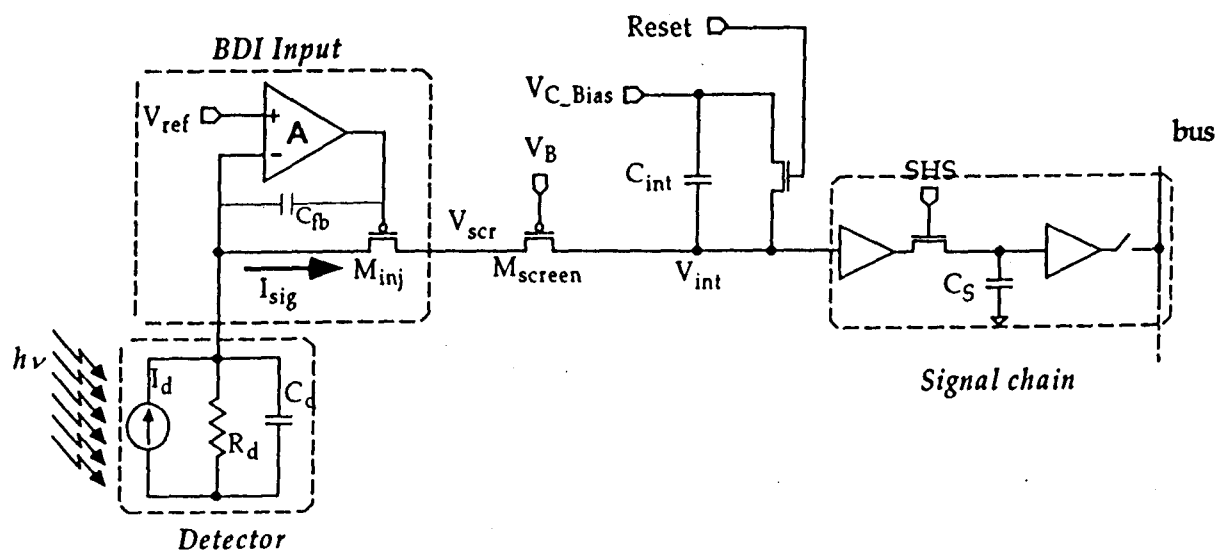 Reset
BDI Input
V_C_Bias
V_ref
+
-
A
V_B
bus
C_int
SHS
C_fb
V_scr
M_inj
M_screen
V_int
C_S
I_sig
Signal chain
hν
I_d
C_d
R_d
Detector